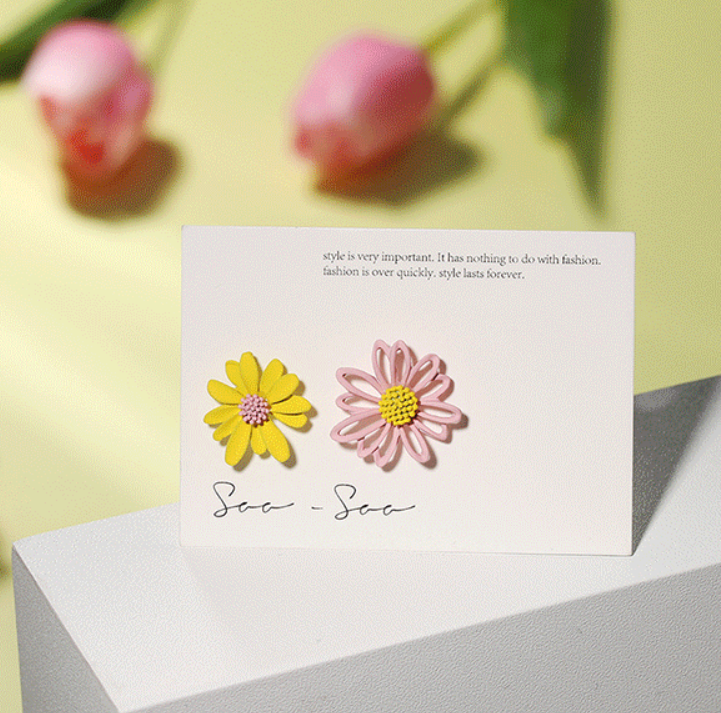 style is very important. It has nothing to do with fashion.
fashion is over quickly. style lasts forever.
Soo - Soo